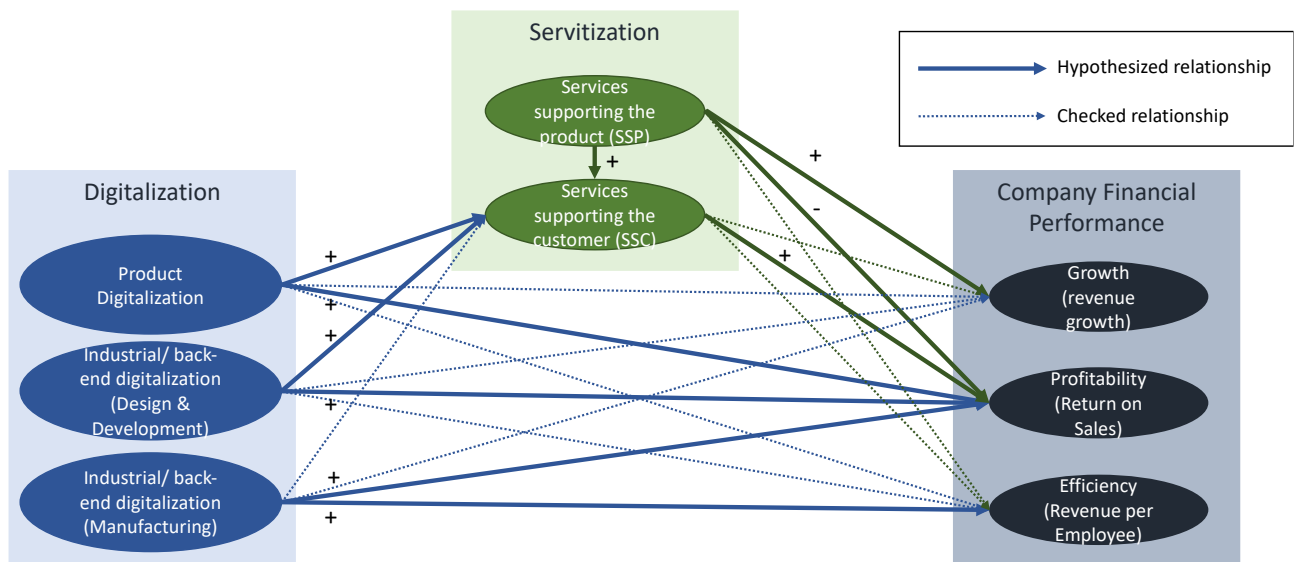 Servitization
Services
supporting the
product (SSP)
+
Services
supporting the
customer (SSC)
Hypothesized relationship
Checked relationship
Digitalization
Product
Digitalization
Industrial/ back-
end digitalization
(Design &
Development)
Industrial/ back-
end digitalization
(Manufacturing)
+
+
+
+
+
+
+
-
+
Company Financial
Performance
Growth
(revenue
growth)
Profitability
(Return on
Sales)
Efficiency
(Revenue per
Employee)